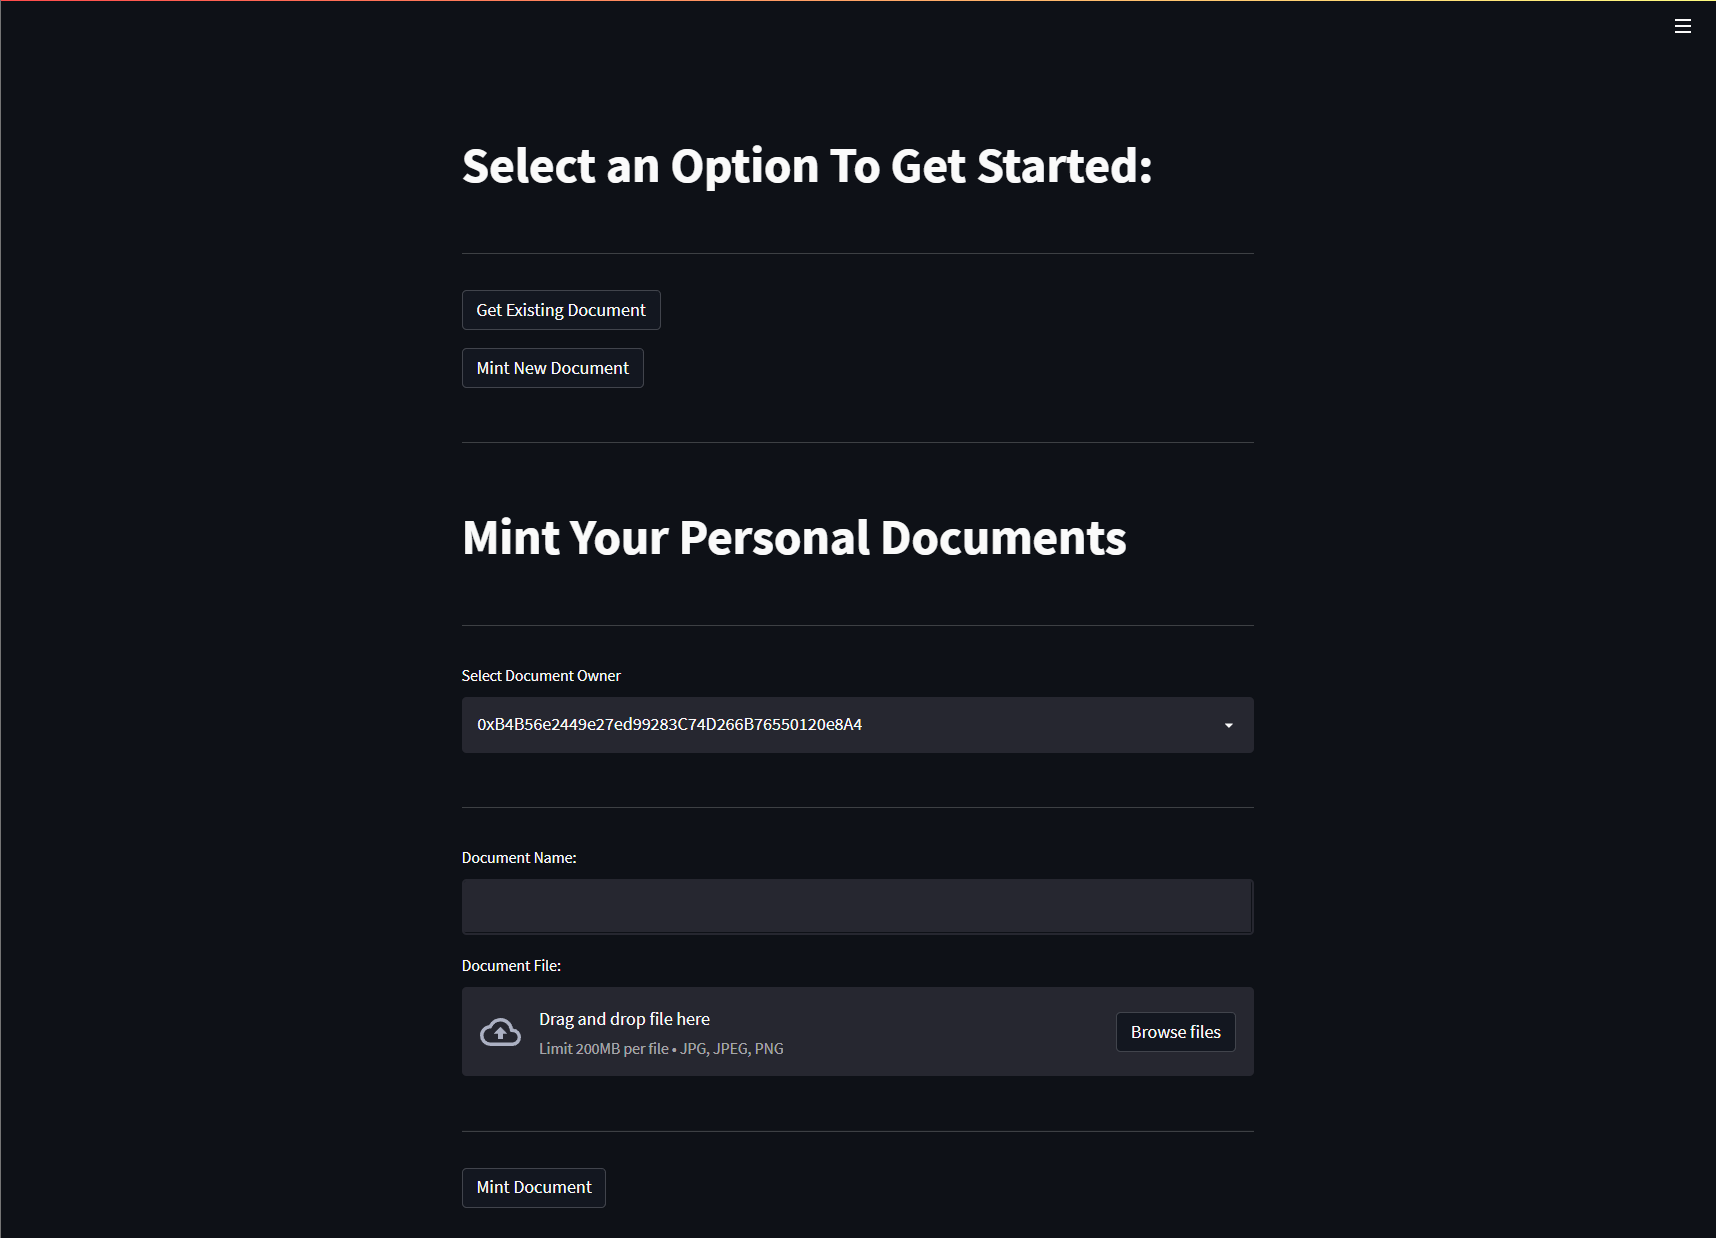 Select an Option To Get Started:
Get Existing Document
Mint New Document
Mint Your Personal Documents
Select Document Owner
0xB4B56e2449e27ed99283C74D266B76550120e8A4
Document Name:
Document File:
Drag and drop file here
Limit 200MB per file • JPG, JPEG, PNG
Browse files
Mint Document